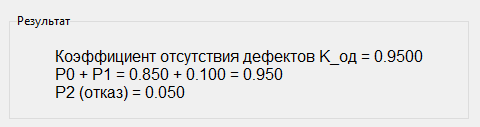 Результат
Коэффициент отсутствия дефектов K_од = 0.9500
P0 + P1 = 0.850 + 0.100 = 0.950
P2 (отказ) = 0.050